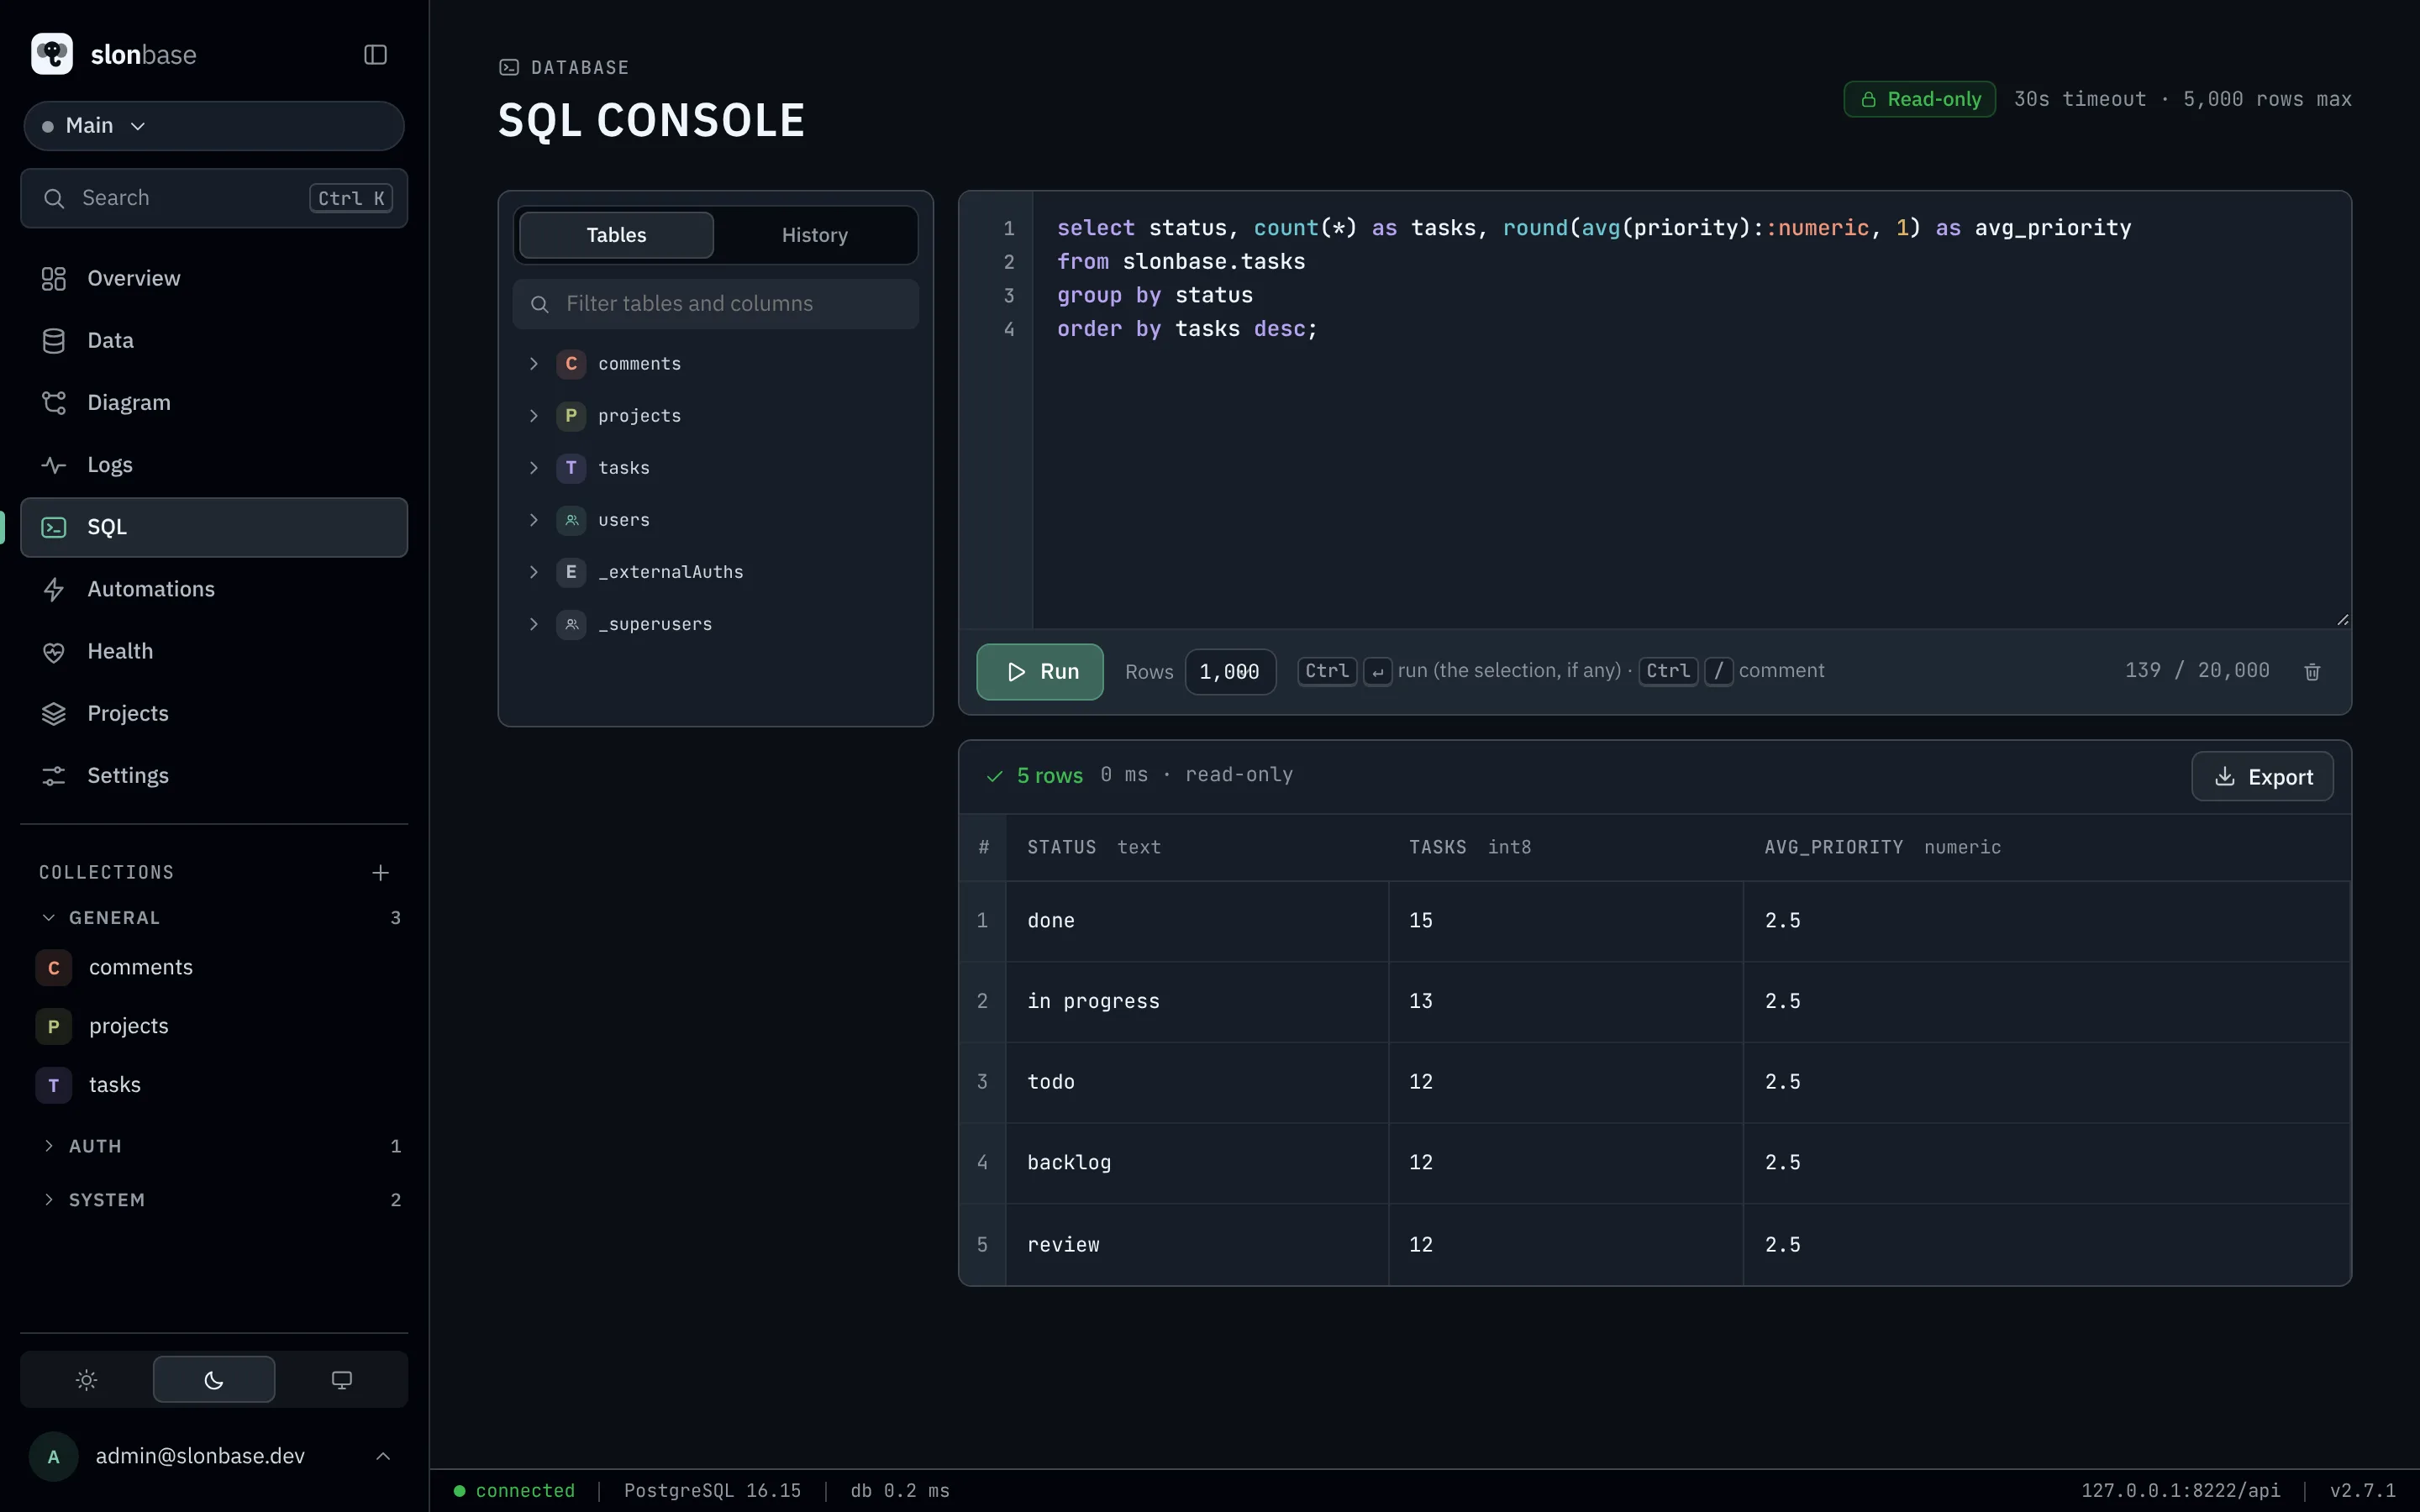 slonbase
Main
Search Ctrl K
Overview
Data
Diagram
Logs
SQL
Automations
Health
Projects
Settings
COLLECTIONS
GENERAL 3
C comments
P projects
T tasks
AUTH 1
SYSTEM 2
A admin@slonbase.dev
DATABASE
SQL CONSOLE
Read-only 30s timeout · 5,000 rows max
Tables History
Filter tables and columns
C comments
P projects
T tasks
users
E _externalAuths
_superusers
1 select status, count(*) as tasks, round(avg(priority)::numeric, 1) as avg_priority
2 from slonbase.tasks
3 group by status
4 order by tasks desc;
Run Rows 1,000 Ctrl ↵ run (the selection, if any) · Ctrl / comment 139 / 20,000
5 rows 0 ms · read-only Export
# STATUS text TASKS int8 AVG_PRIORITY numeric
1 done 15 2.5
2 in progress 13 2.5
3 todo 12 2.5
4 backlog 12 2.5
5 review 12 2.5
connected | PostgreSQL 16.15 | db 0.2 ms 127.0.0.1:8222/api | v2.7.1